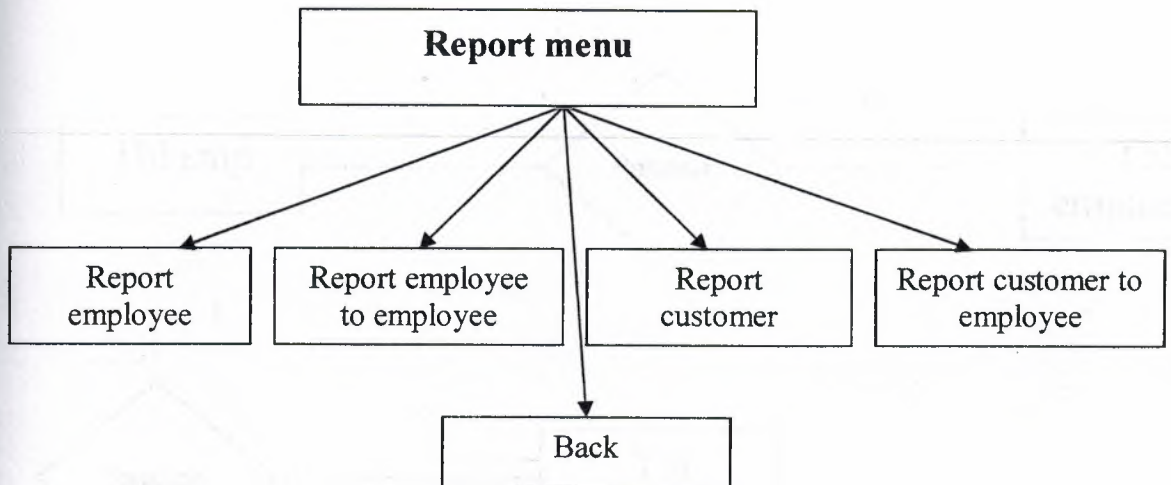 Report menu
Report
employee
Report employee
to employee
Report
customer
Report customer to
employee
Back